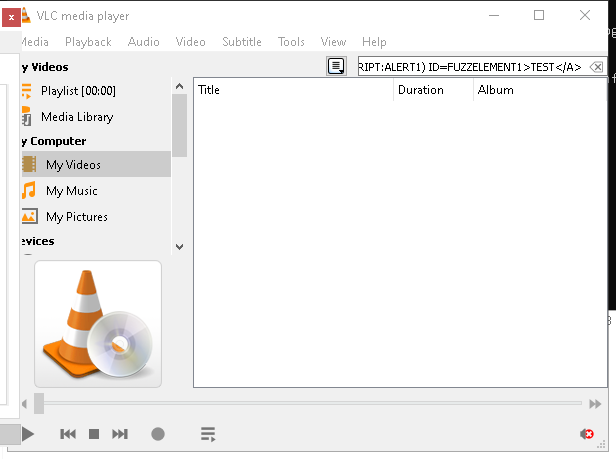 VLC media player
Media Playback Audio Video Subtitle Tools View Help
y Videos
RIPT:ALERT1) ID=FUZZELEMENT1>TEST</A>
Playlist [00:00]
Title Duration Album
Media Library
y Computer
My Videos
My Music
My Pictures
evices